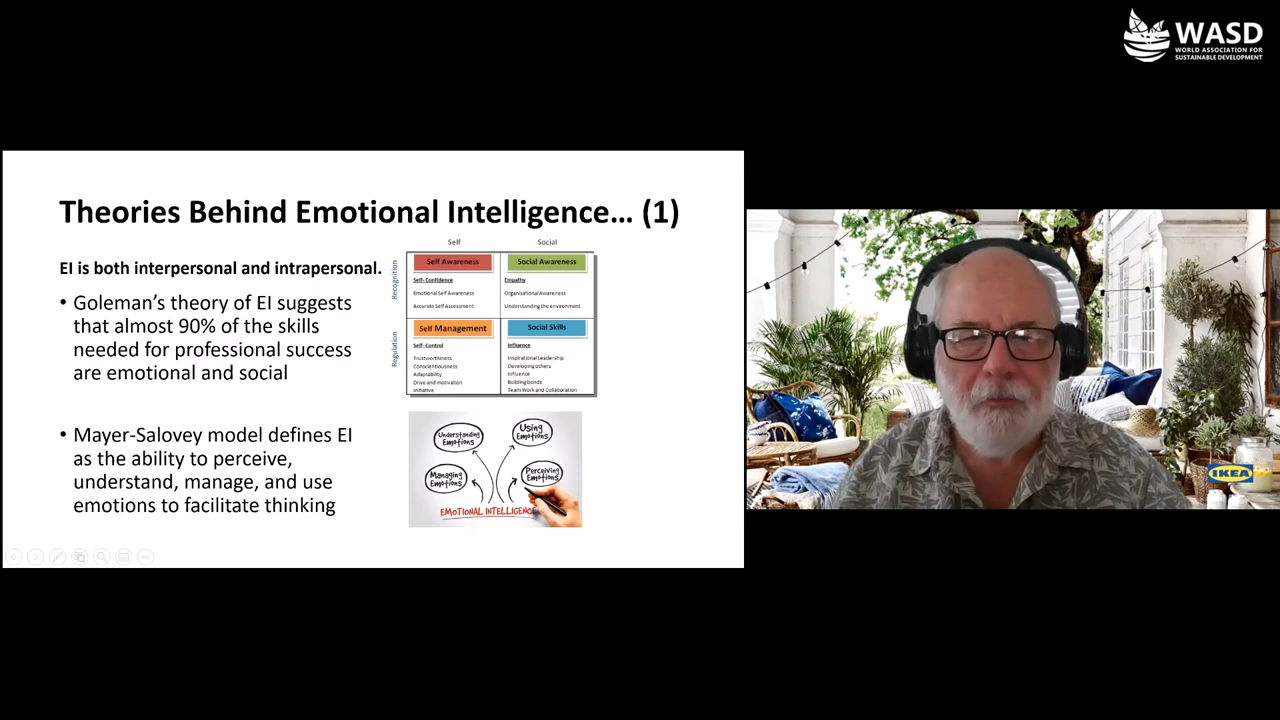 WASD
WORLD ASSOCIATION FOR
SUSTAINABLE DEVELOPMENT
Theories Behind Emotional Intelligence... (1)
EI is both interpersonal and intrapersonal.
• Goleman's theory of EI suggests
that almost 90% of the skills
needed for professional success
are emotional and social
• Mayer-Salovey model defines EI
as the ability to perceive,
understand, manage, and use
emotions to facilitate thinking
Self
Social
Recognition
Self Awareness
Self- Confidence
Emotional Self Awareness
Accurate Self Assessment
Social Awareness
Empathy
Organisational Awareness
Understanding the environment
Regulation
Self Management
Self- Control
Trustworthiness
Conscientiousness
Adaptability
Drive and motivation
Initiative
Social Skills
Influence
Inspirational Leadership
Developing others
Influence
Building bonds
Team Work and Collaboration
Understanding
Emotions
Using
Emotions
Managing
Emotions
Perceiving
Emotions
EMOTIONAL INTELLIGENCE
IKEA